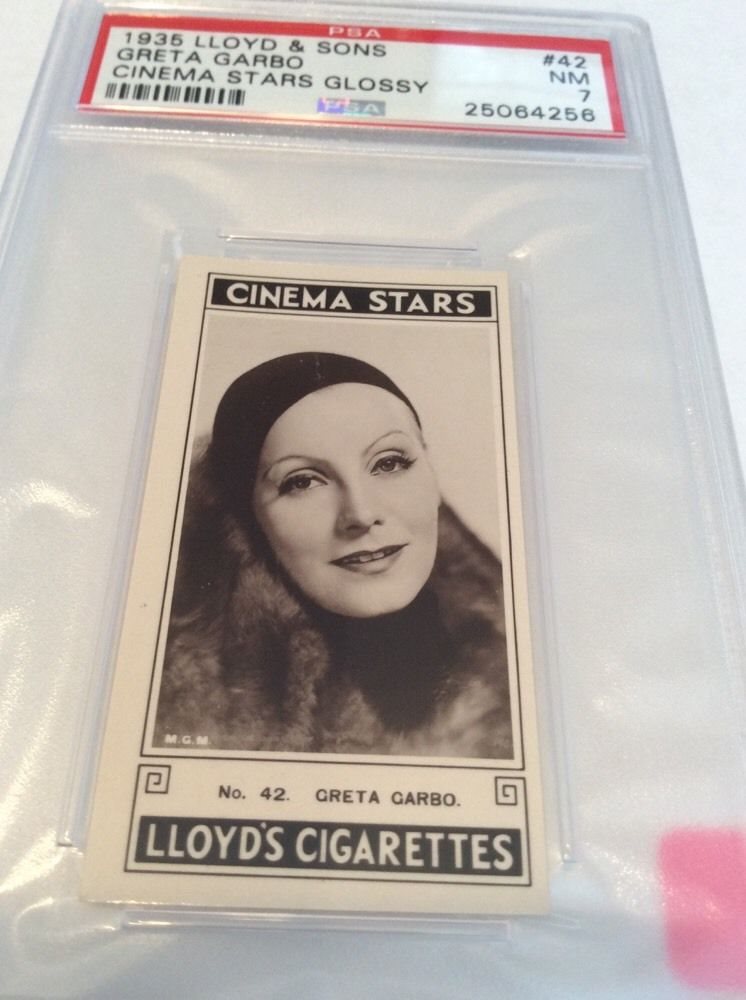 PSA
1935 LLOYD & SONS #42
GRETA GARBO NM
CINEMA STARS GLOSSY 7
PSA 25064256
CINEMA STARS
M.G.M.
No. 42. GRETA GARBO.
LLOYD'S CIGARETTES